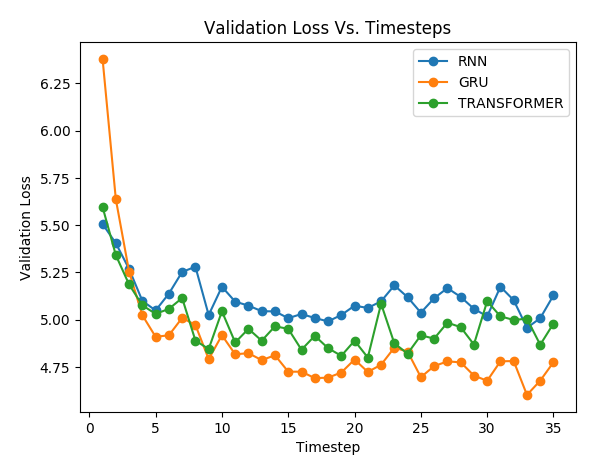 Validation Loss Vs. Timesteps
RNN
GRU
TRANSFORMER
6.25
6.00
5.75
5.50
5.25
5.00
4.75
Validation Loss
0 5 10 15 20 25 30 35
Timestep